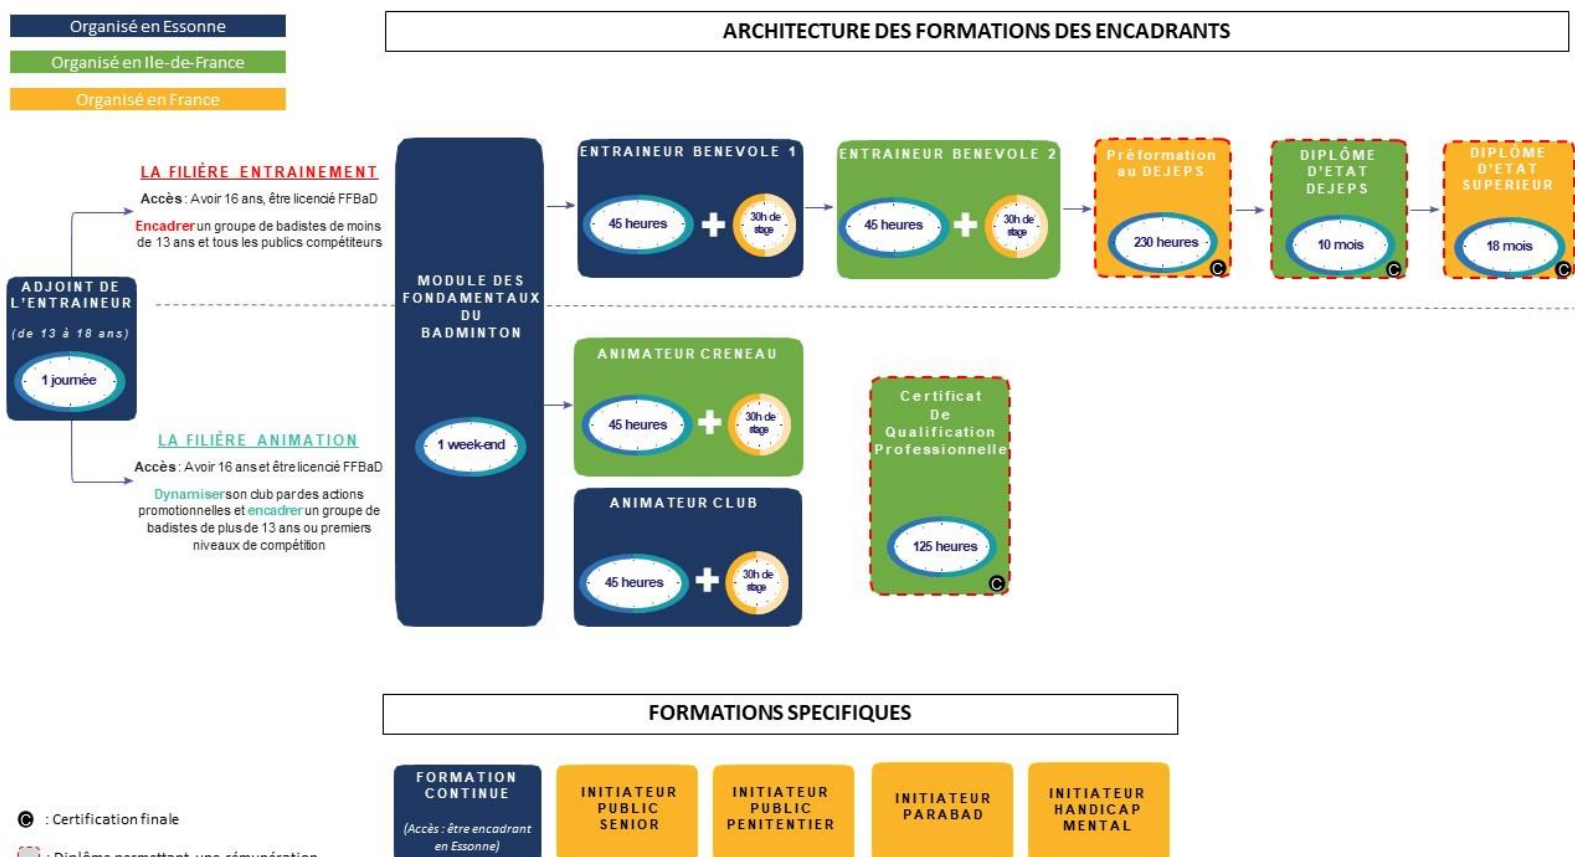 Organisé en Essonne
Organisé en Ile-de-France
Organisé en France
ARCHITECTURE DES FORMATIONS DES ENCADRANTS
LA FILIÈRE ENTRAINEMENT
Accès : Avoir 16 ans, être licencié FFBaD
Encadrer un groupe de badistes de moins
de 13 ans et tous les publics compétiteurs
ADJOINT DE
L'ENTRAINEUR
(de 13 à 18 ans)
1 journée
LA FILIÈRE ANIMATION
Accès : Avoir 16 ans et être licencié FFBaD
Dynamiser son club par des actions
promotionnelles et encadrer un groupe de
badistes de plus de 13 ans ou premiers
niveaux de compétition
MODULE DES
FONDAMENTAUX
DU
BADMINTON
1 week-end
ENTRAINEUR BENEVOLE 1
45 heures
+
30h de
stage
ENTRAINEUR BENEVOLE 2
45 heures
+
30h de
stage
Préformation
au DEJEPS
230 heures
C
DIPLÔME
D'ETAT
DEJEPS
10 mois
C
DIPLÔME
D'ETAT
SUPERIEUR
18 mois
C
ANIMATEUR CRENEAU
45 heures
+
30h de
stage
ANIMATEUR CLUB
45 heures
+
30h de
stage
Certificat
De
Qualification
Professionnelle
125 heures
C
FORMATIONS SPECIFIQUES
FORMATION
CONTINUE
(Accès : être encadrant
en Essonne)
INITIATEUR
PUBLIC
SENIOR
INITIATEUR
PUBLIC
PENITENTIER
INITIATEUR
PARABAD
INITIATEUR
HANDICAP
MENTAL
C : Certification finale
: Diplôme permettant une rémunération